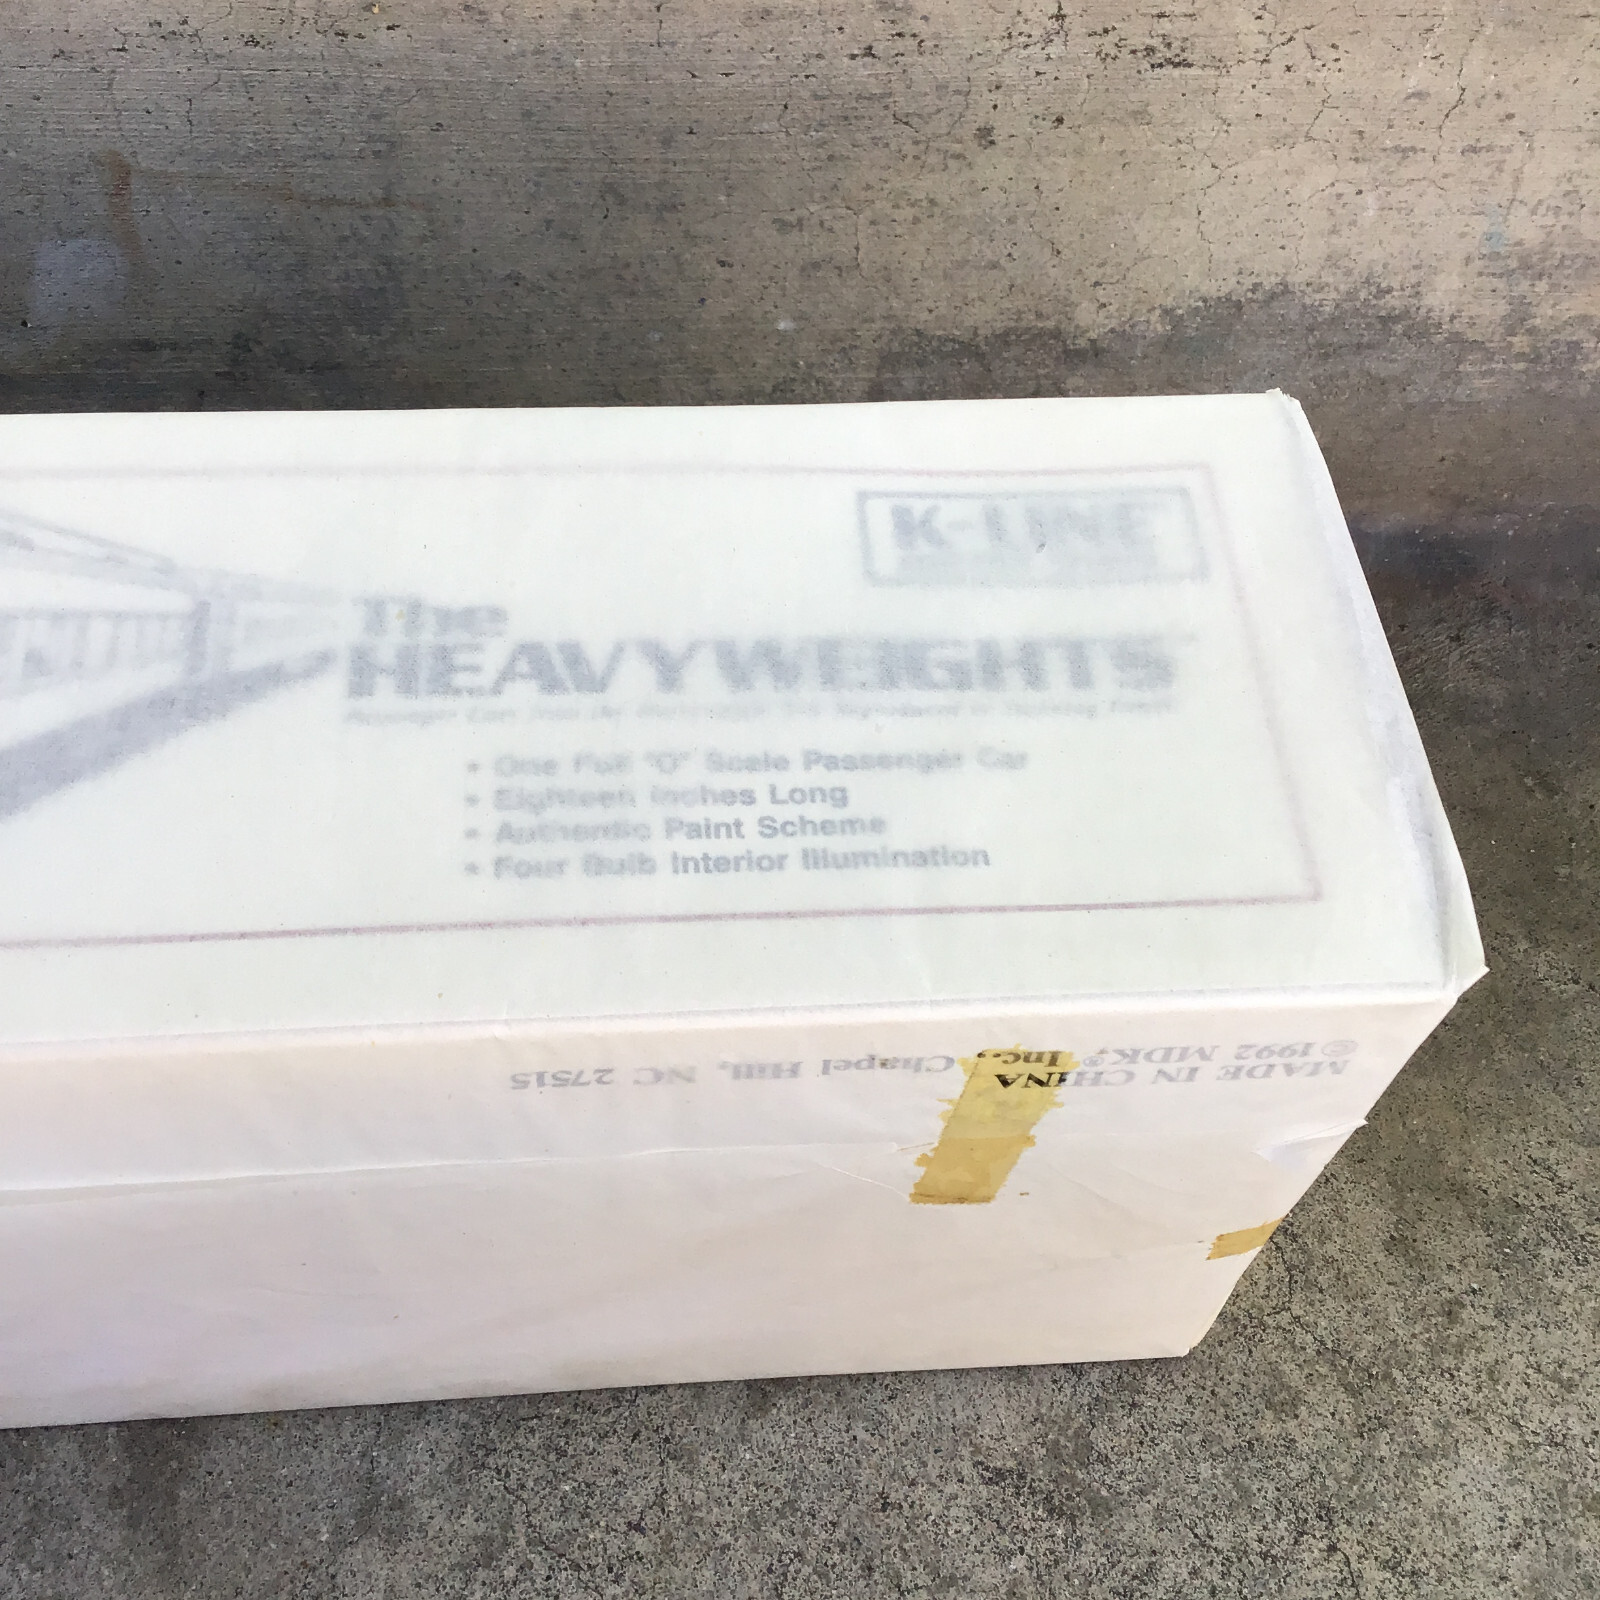 K-LINE
The
HEAVYWEIGHTS
• One Full "O" Scale Passenger Car
• Eighteen Inches Long
• Authentic Paint Scheme
• Four Bulb Interior Illumination
©1992 MDK,® Inc., Chapel Hill, NC 27515
MADE IN CHINA